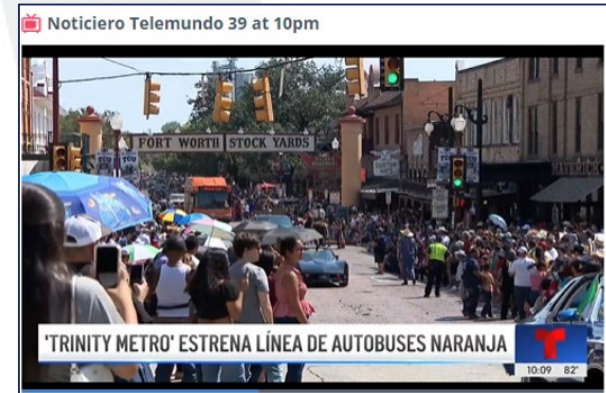 Noticiero Telemundo 39 at 10pm
FORT WORTH STOCK YARDS
'TRINITY METRO' ESTRENA LÍNEA DE AUTOBUSES NARANJA
10:09 82°